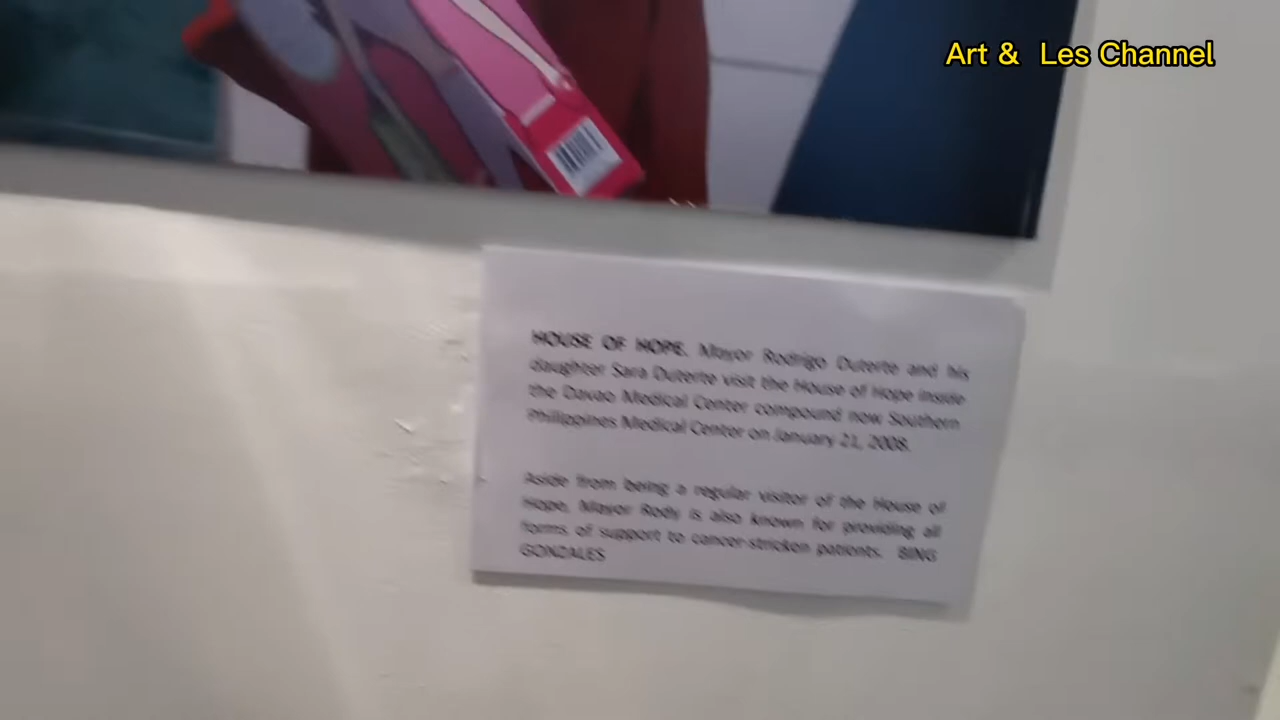 Art & Les Channel
HOUSE OF HOPE. Mayor Rodrigo Duterte and his
daughter Sara Duterte visit the House of Hope inside
the Davao Medical Center compound now Southern
Philippines Medical Center on January 21, 2008.
Aside from being a regular visitor of the House of
Hope, Mayor Rody is also known for providing all
forms of support to cancer-stricken patients. BING
GONZALES